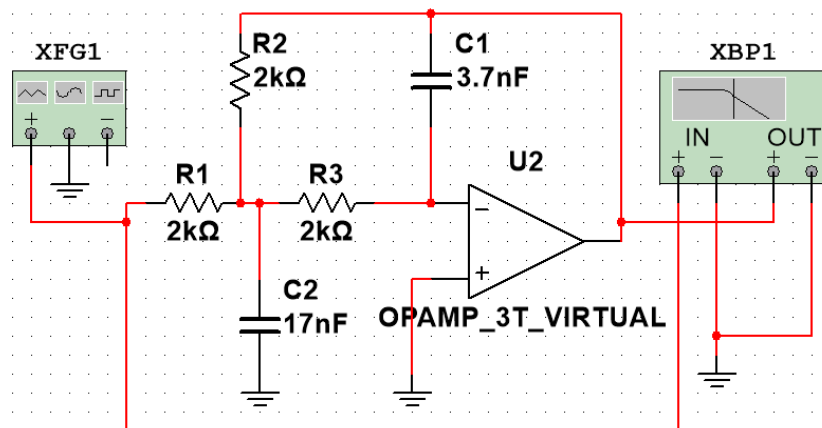 XFG1
+
−
R2
2kΩ
C1
3.7nF
XBP1
IN
OUT
+
−
+
−
U2
R1
2kΩ
R3
2kΩ
−
+
C2
17nF
OPAMP_3T_VIRTUAL